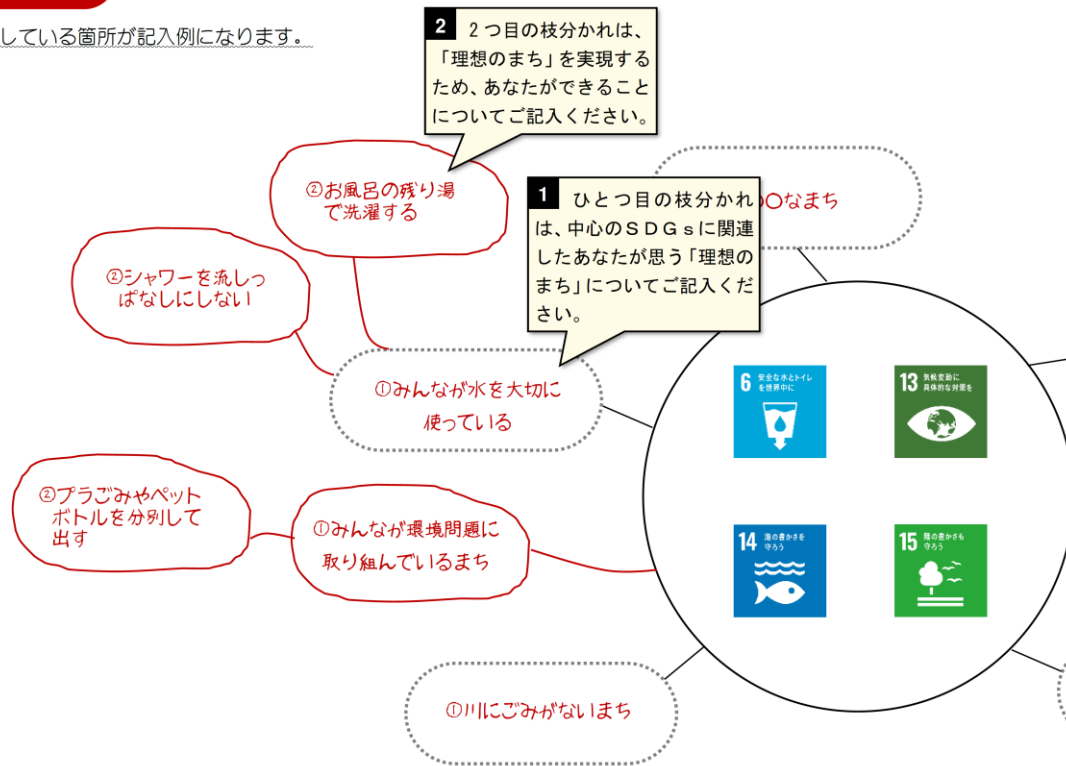 している箇所が記入例になります。
2 2つ目の枝分かれは、
「理想のまち」を実現する
ため、あなたができること
についてご記入ください。
②お風呂の残り湯
で洗濯する
1 ひとつ目の枝分かれ
は、中心のSDGsに関連
したあなたが思う「理想の
まち」についてご記入くだ
さい。
〇なまち
②シャワーを流しっ
ぱなしにしない
①みんなが水を大切に
使っている
6 安全な水とトイレ
を世界中に
13 気候変動に
具体的な対策を
②プラごみやペット
ボトルを分別して
出す
①みんなが環境問題に
取り組んでいるまち
14 海の豊かさを
守ろう
15 陸の豊かさも
守ろう
①川にごみがないまち